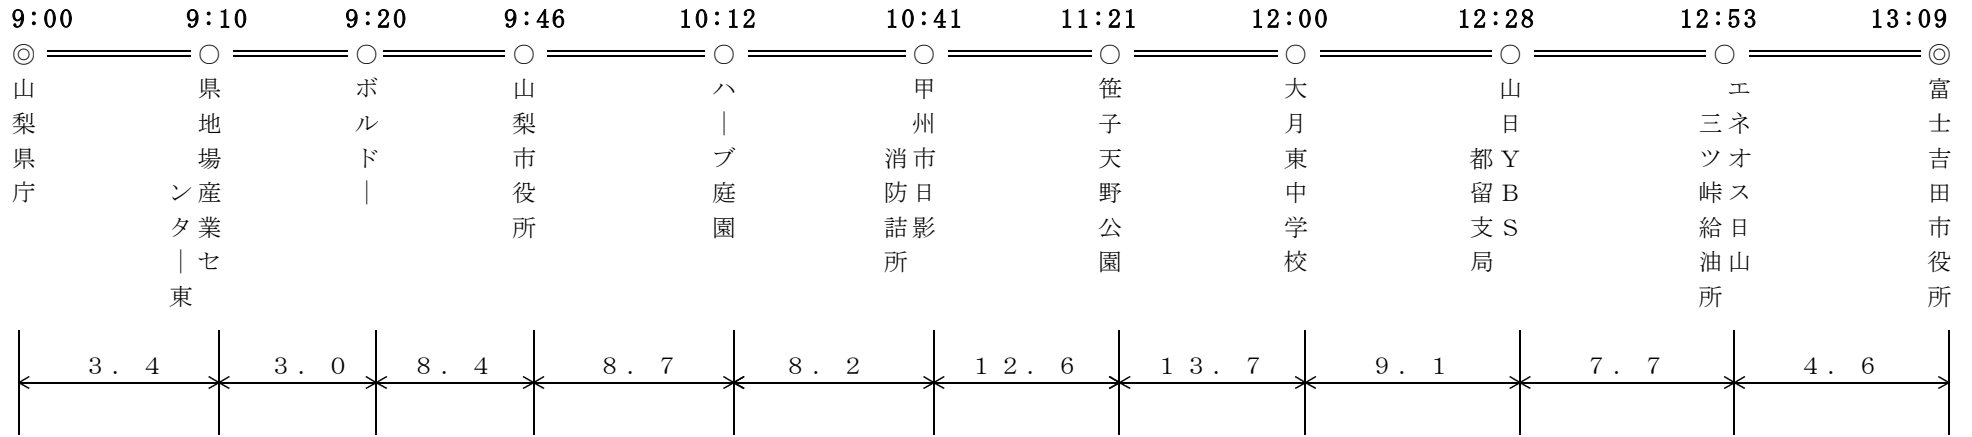 9:00 9:10 9:20 9:46 10:12 10:41 11:21 12:00 12:28 12:53 13:09
◎ ○ ○ ○ ○ ○ ○ ○ ○ ○ ◎
山梨県庁
県地場産業セ
ンター東
ボルドー
山梨市役所
ハーブ庭園
甲州市日影
消防詰所
笹子天野公園
大月東中学校
山日YBS
都留支局
エネオス日山
三ツ峠給油所
富士吉田市役所
3.4 3.0 8.4 8.7 8.2 12.6 13.7 9.1 7.7 4.6